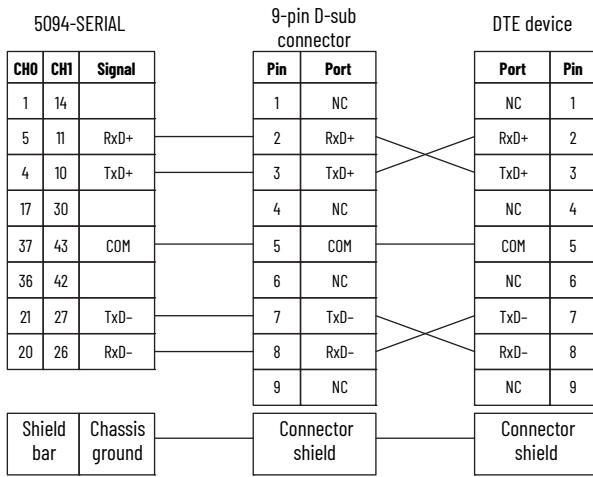 5094-SERIAL
9-pin D-sub
connector
DTE device
CH0 CH1 Signal
Pin Port
Port Pin
1 14
1 NC
NC 1
5 11 RxD+
2 RxD+
RxD+ 2
4 10 TxD+
3 TxD+
TxD+ 3
17 30
4 NC
NC 4
37 43 COM
5 COM
COM 5
36 42
6 NC
NC 6
21 27 TxD–
7 TxD–
TxD– 7
20 26 RxD–
8 RxD–
RxD– 8
9 NC
NC 9
Shield
bar
Chassis
ground
Connector
shield
Connector
shield